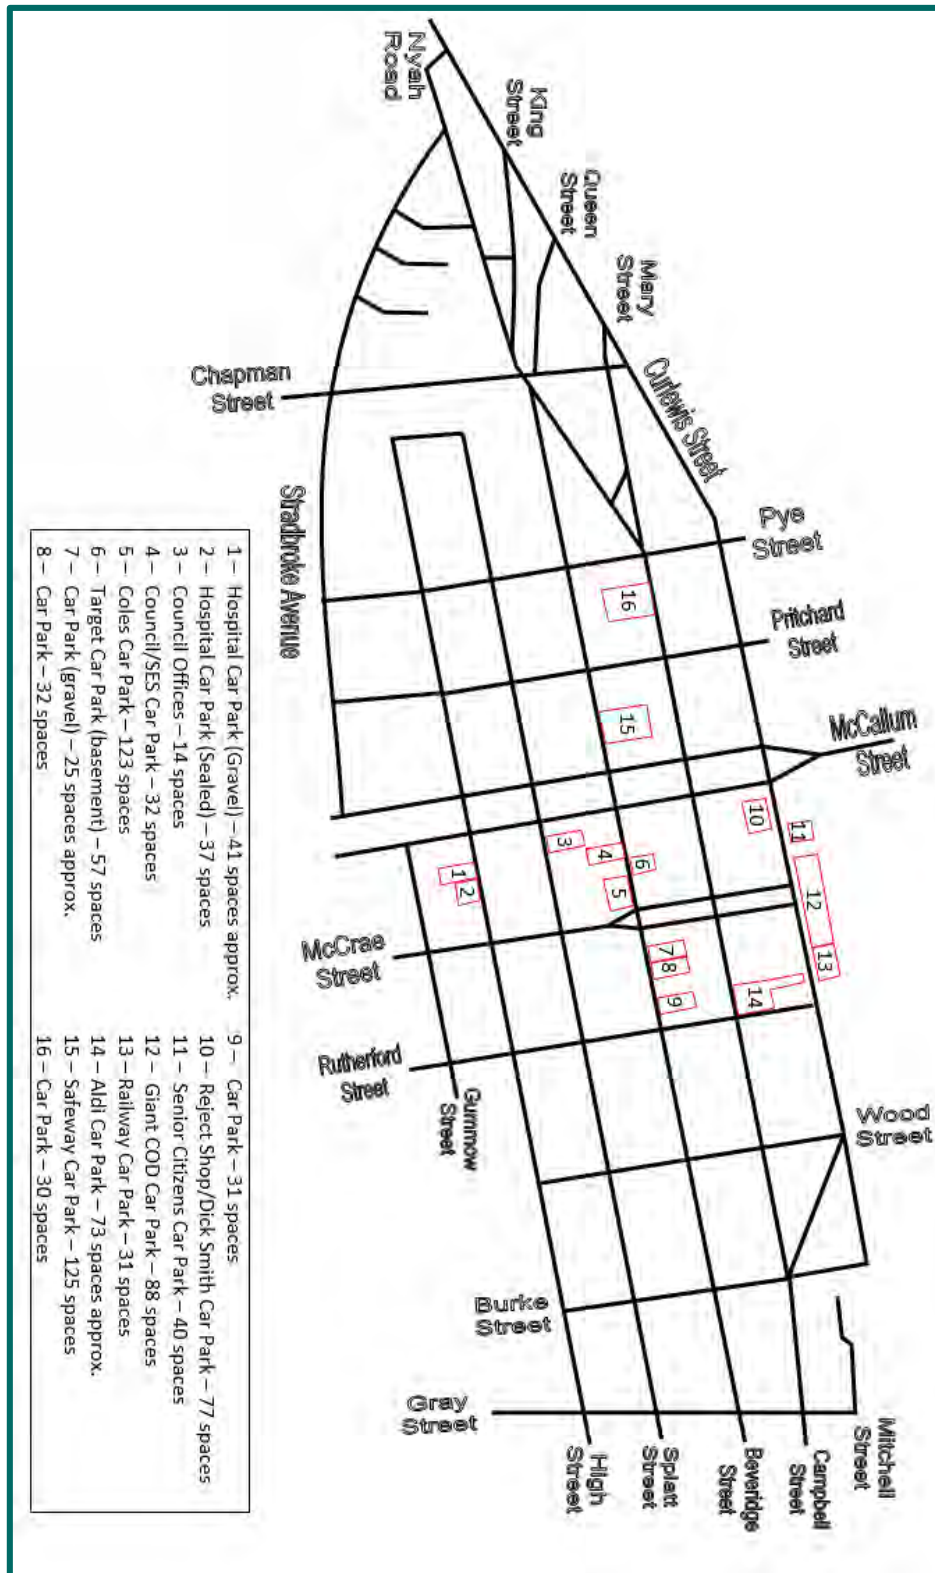 Nyah
Road
King
Street
Queen
Street
Mary
Street
Curlewis Street
Chapman
Street
Stradbroke Avenue
Pye
Street
Pritchard
Street
McCallum
Street
16
15
10
11
12
13
14
3
4
5
6
7
8
9
1
2
McCrae
Street
Rutherford
Street
Gummow
Street
Wood
Street
Burke
Street
Gray
Street
High
Street
Splatt
Street
Beveridge
Street
Campbell
Street
Mitchell
Street
1 – Hospital Car Park (Gravel) – 41 spaces approx.
2 – Hospital Car Park (Sealed) – 37 spaces
3 – Council Offices – 14 spaces
4 – Council/SES Car Park – 32 spaces
5 – Coles Car Park – 123 spaces
6 – Target Car Park (basement) – 57 spaces
7 – Car Park (gravel) – 25 spaces approx.
8 – Car Park – 32 spaces
9 – Car Park – 31 spaces
10 – Reject Shop/Dick Smith Car Park – 77 spaces
11 – Senior Citizens Car Park – 40 spaces
12 – Giant COD Car Park – 88 spaces
13 – Railway Car Park – 31 spaces
14 – Aldi Car Park – 73 spaces approx.
15 – Safeway Car Park – 125 spaces
16 – Car Park – 30 spaces